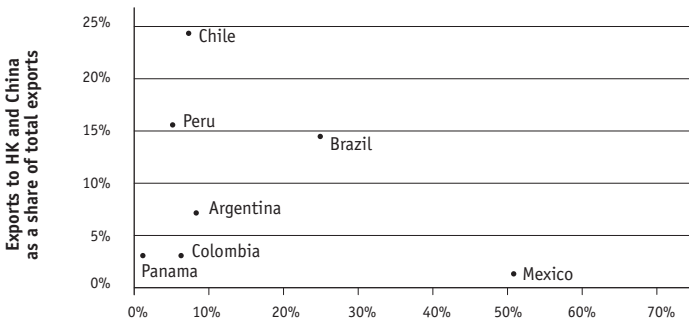 Exports to HK and China
as a share of total exports
25%
20%
15%
10%
5%
0%
Chile
Peru
Brazil
Argentina
Colombia
Panama
Mexico
0%
10%
20%
30%
40%
50%
60%
70%